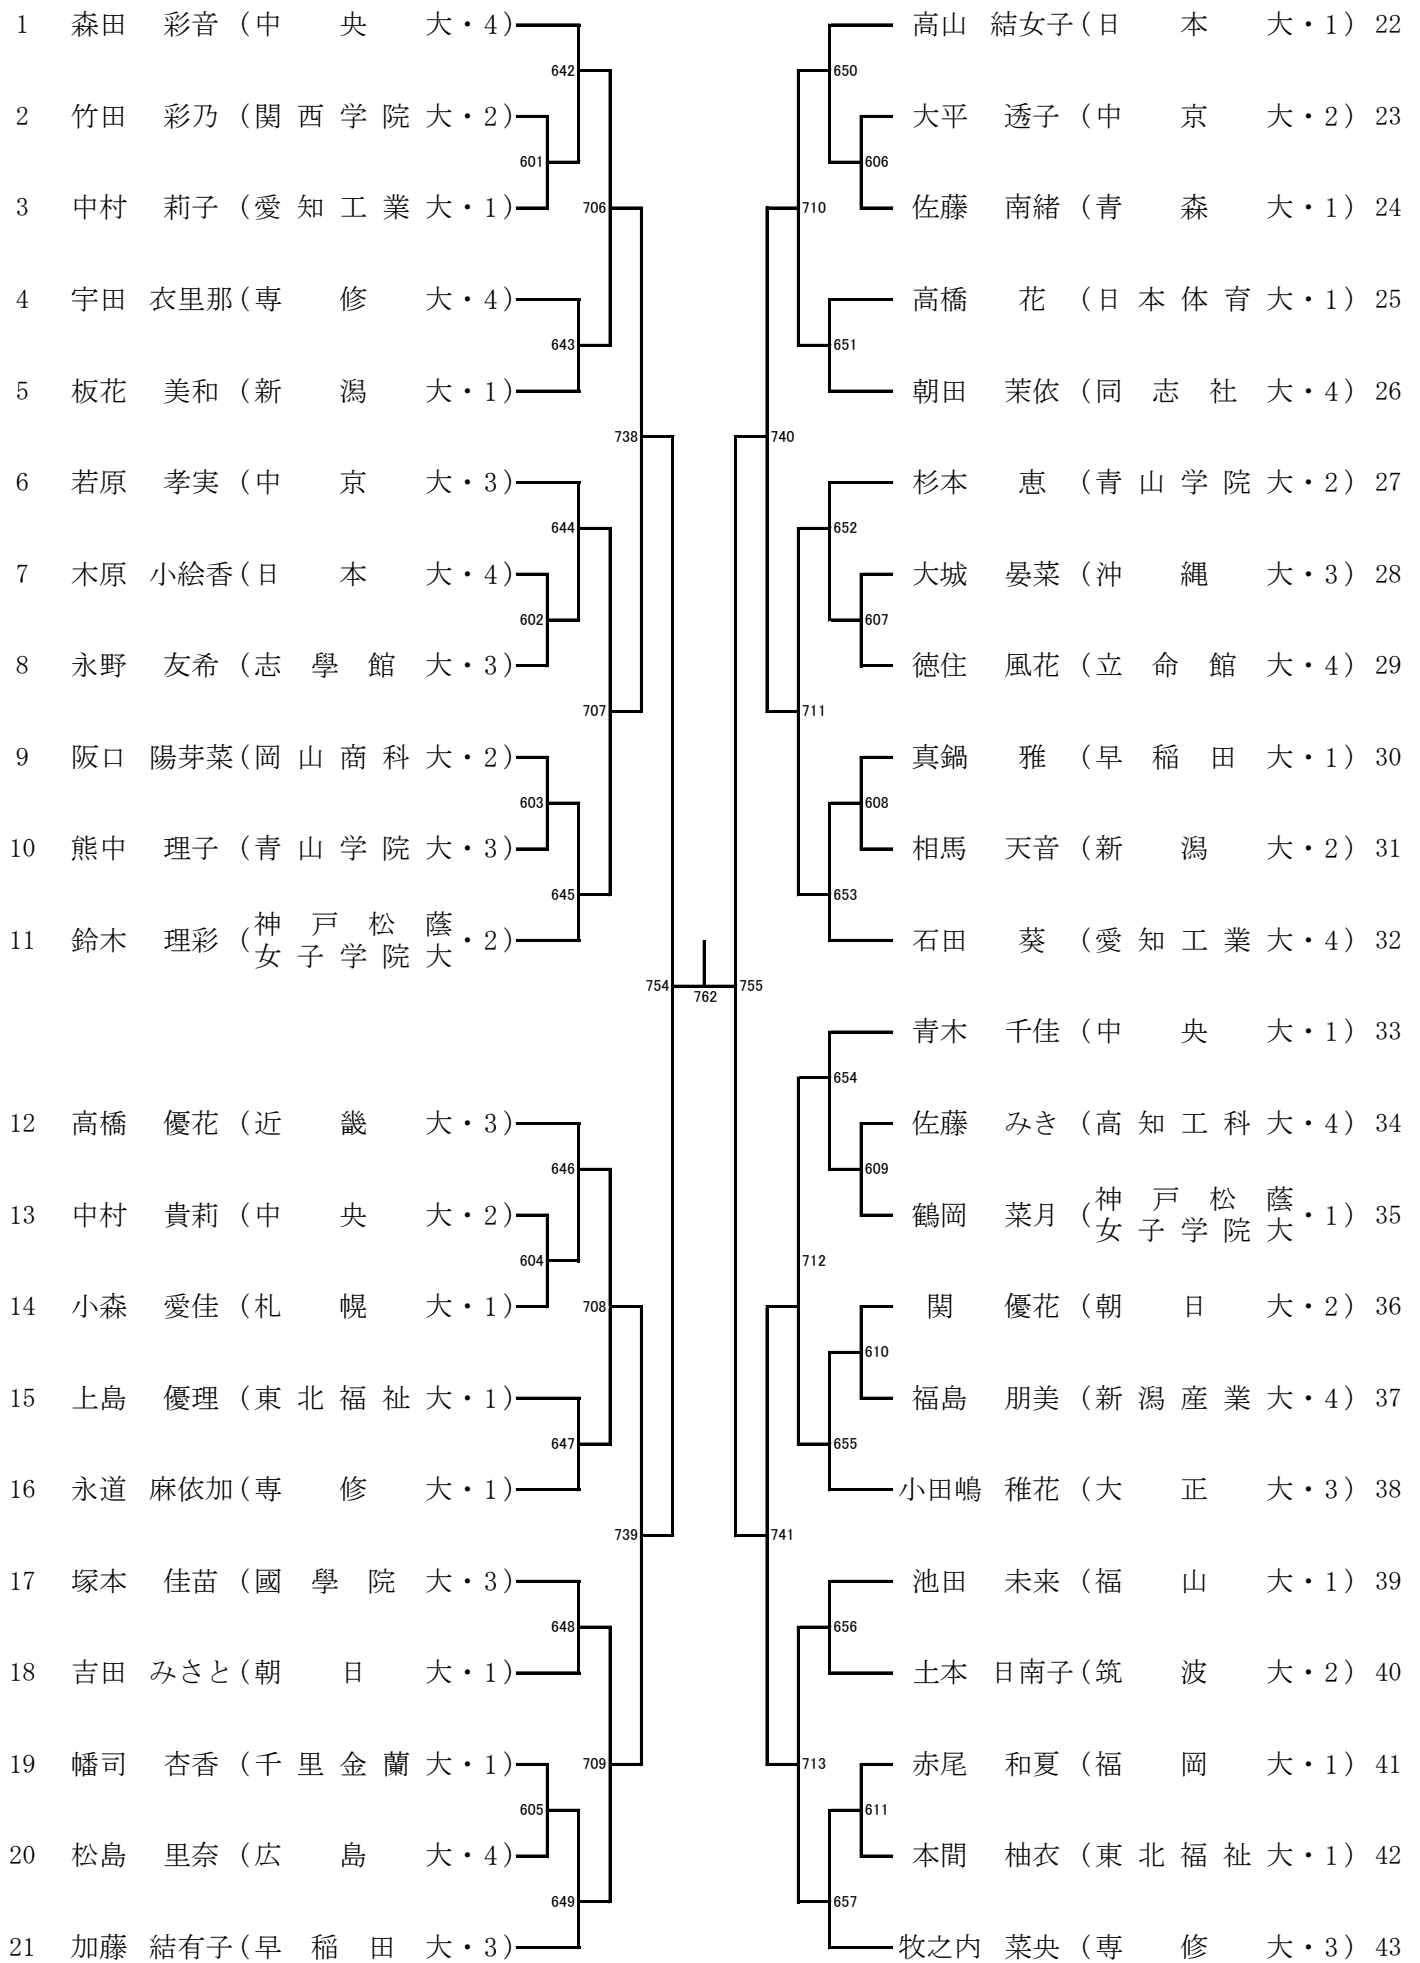 1 森田 彩音 (中央大・4)
642
2 竹田 彩乃 (関西学院大・2)
601
3 中村 莉子 (愛知工業大・1)
706
4 宇田 衣里那 (専修大・4)
643
5 板花 美和 (新潟大・1)
738
6 若原 孝実 (中京大・3)
644
7 木原 小絵香 (日本大・4)
602
8 永野 友希 (志學館大・3)
707
9 阪口 陽芽菜 (岡山商科大・2)
603
10 熊中 理子 (青山学院大・3)
645
11 鈴木 理彩 (神戸松蔭女子学院大・2)
754
762
12 高橋 優花 (近畿大・3)
646
13 中村 貴莉 (中央大・2)
604
14 小森 愛佳 (札幌大・1)
708
15 上島 優理 (東北福祉大・1)
647
16 永道 麻依加 (専修大・1)
739
17 塚本 佳苗 (國學院大・3)
648
18 吉田 みさと (朝日大・1)
19 幡司 杏香 (千里金蘭大・1)
709
605
20 松島 里奈 (広島大・4)
649
21 加藤 結有子 (早稲田大・3)
高山 結女子 (日本大・1) 22
650
大平 透子 (中京大・2) 23
606
佐藤 南緒 (青森大・1) 24
710
高橋 花 (日本体育大・1) 25
651
朝田 茉依 (同志社大・4) 26
740
杉本 恵 (青山学院大・2) 27
652
大城 晏菜 (沖縄大・3) 28
607
徳住 風花 (立命館大・4) 29
711
真鍋 雅 (早稲田大・1) 30
608
相馬 天音 (新潟大・2) 31
653
石田 葵 (愛知工業大・4) 32
755
青木 千佳 (中央大・1) 33
654
佐藤 みき (高知工科大・4) 34
609
鶴岡 菜月 (神戸松蔭女子学院大・1) 35
712
関 優花 (朝日大・2) 36
610
福島 朋美 (新潟産業大・4) 37
655
小田嶋 稚花 (大正大・3) 38
741
池田 未来 (福山大・1) 39
656
土本 日南子 (筑波大・2) 40
赤尾 和夏 (福岡大・1) 41
713
611
本間 柚衣 (東北福祉大・1) 42
657
牧之内 菜央 (専修大・3) 43